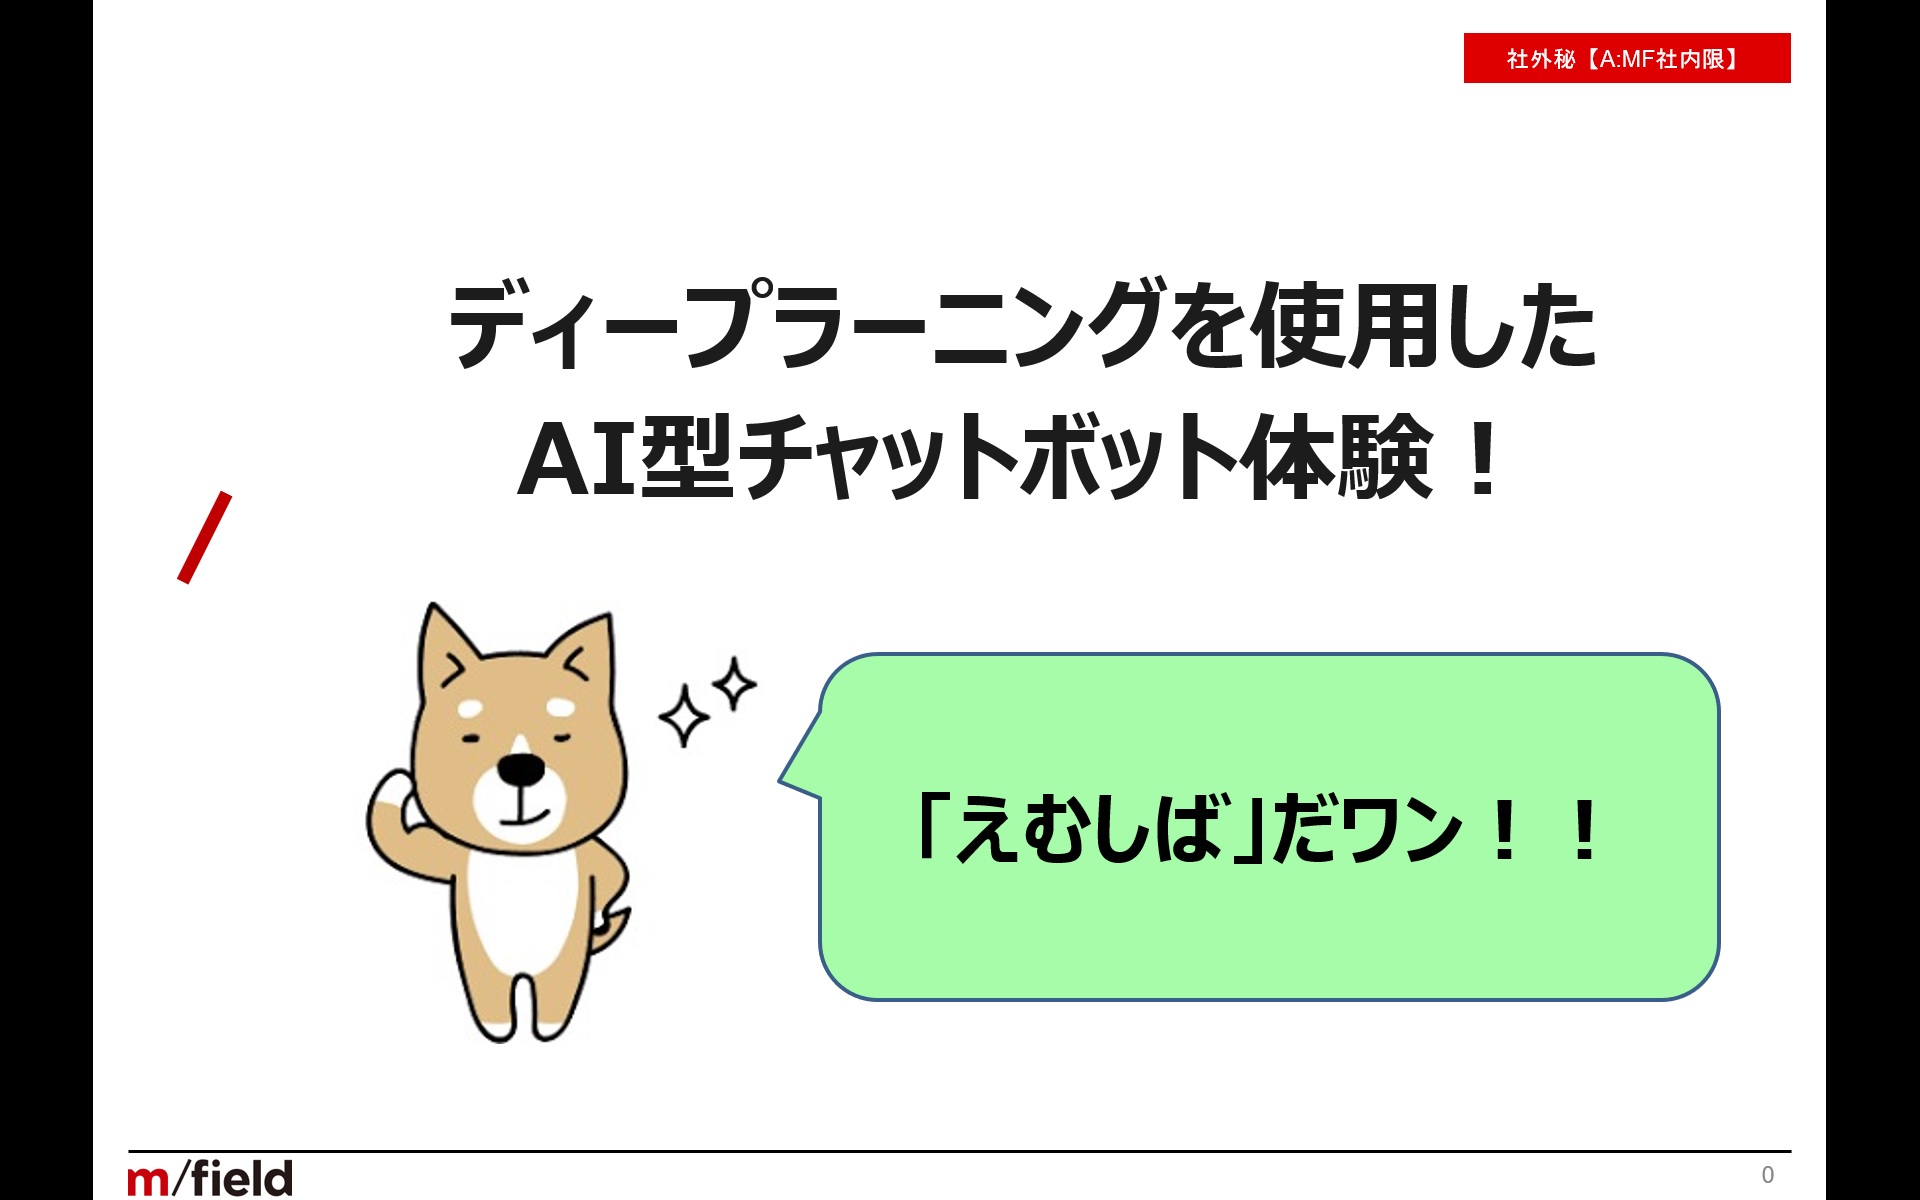 社外秘【A:MF社内限】
ディープラーニングを使用した
AI型チャットボット体験！
「えむしば」だワン！！
m/field
0